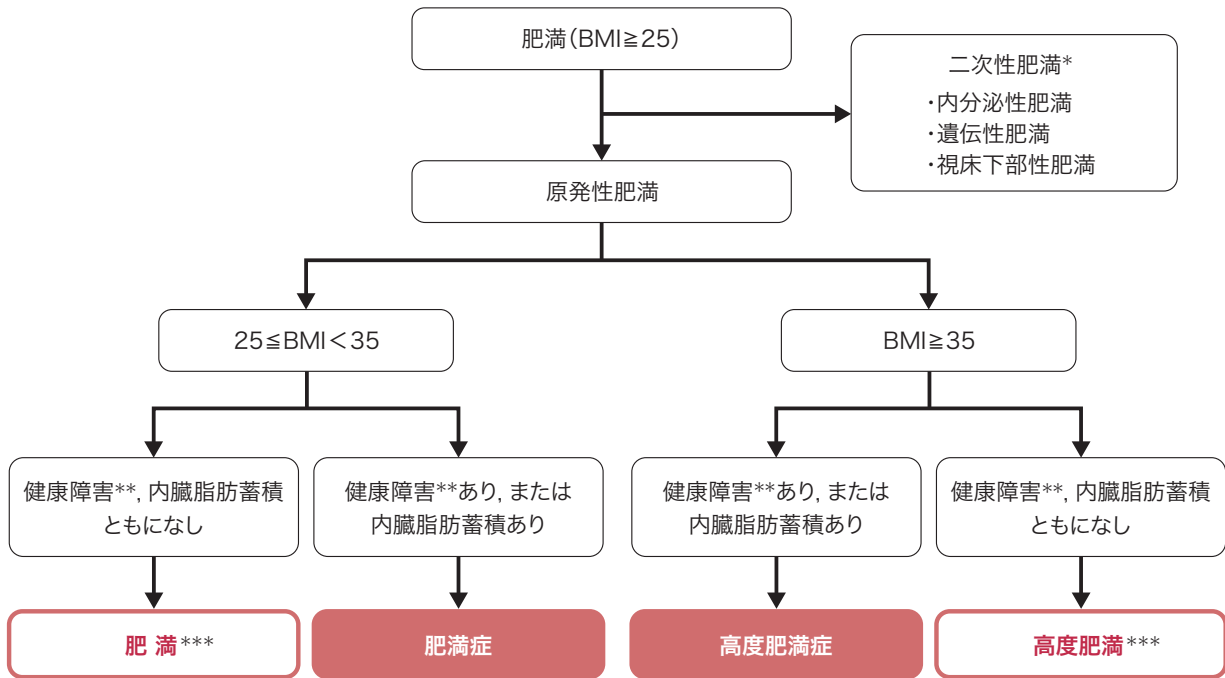 肥満（BMI≧25）
二次性肥満*
・内分泌性肥満
・遺伝性肥満
・視床下部性肥満
原発性肥満
25≦BMI＜35
BMI≧35
健康障害**, 内臓脂肪蓄積
ともになし
健康障害**あり, または
内臓脂肪蓄積あり
健康障害**あり, または
内臓脂肪蓄積あり
健康障害**, 内臓脂肪蓄積
ともになし
肥 満***
肥満症
高度肥満症
高度肥満***